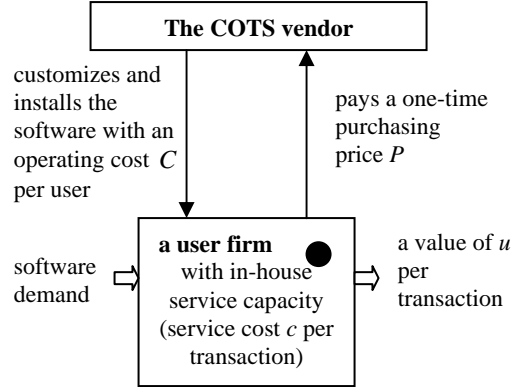 The COTS vendor
customizes and
installs the
software with an
operating cost C
per user
pays a one-time
purchasing
price P
software
demand
a user firm
with in-house
service capacity
(service cost c per
transaction)
a value of u
per
transaction